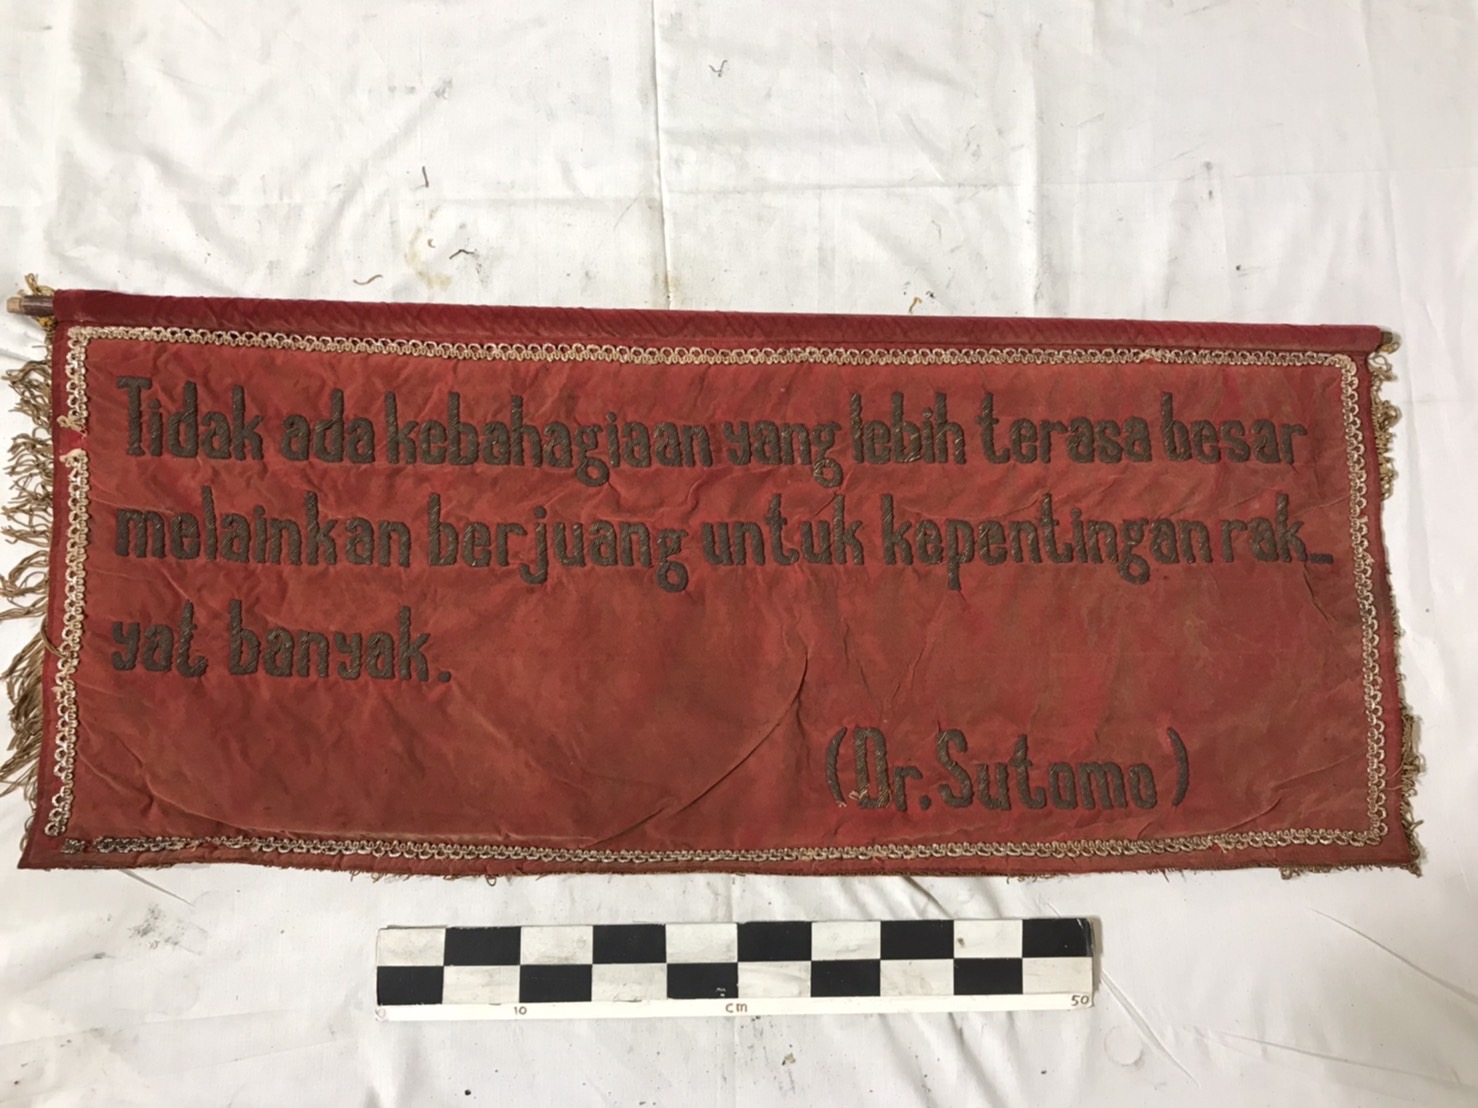 Tidak ada kebahagiaan yang lebih terasa besar
melainkan berjuang untuk kepentingan rak_
yat banyak.
(Dr. Sutomo)
0 10 cm 50